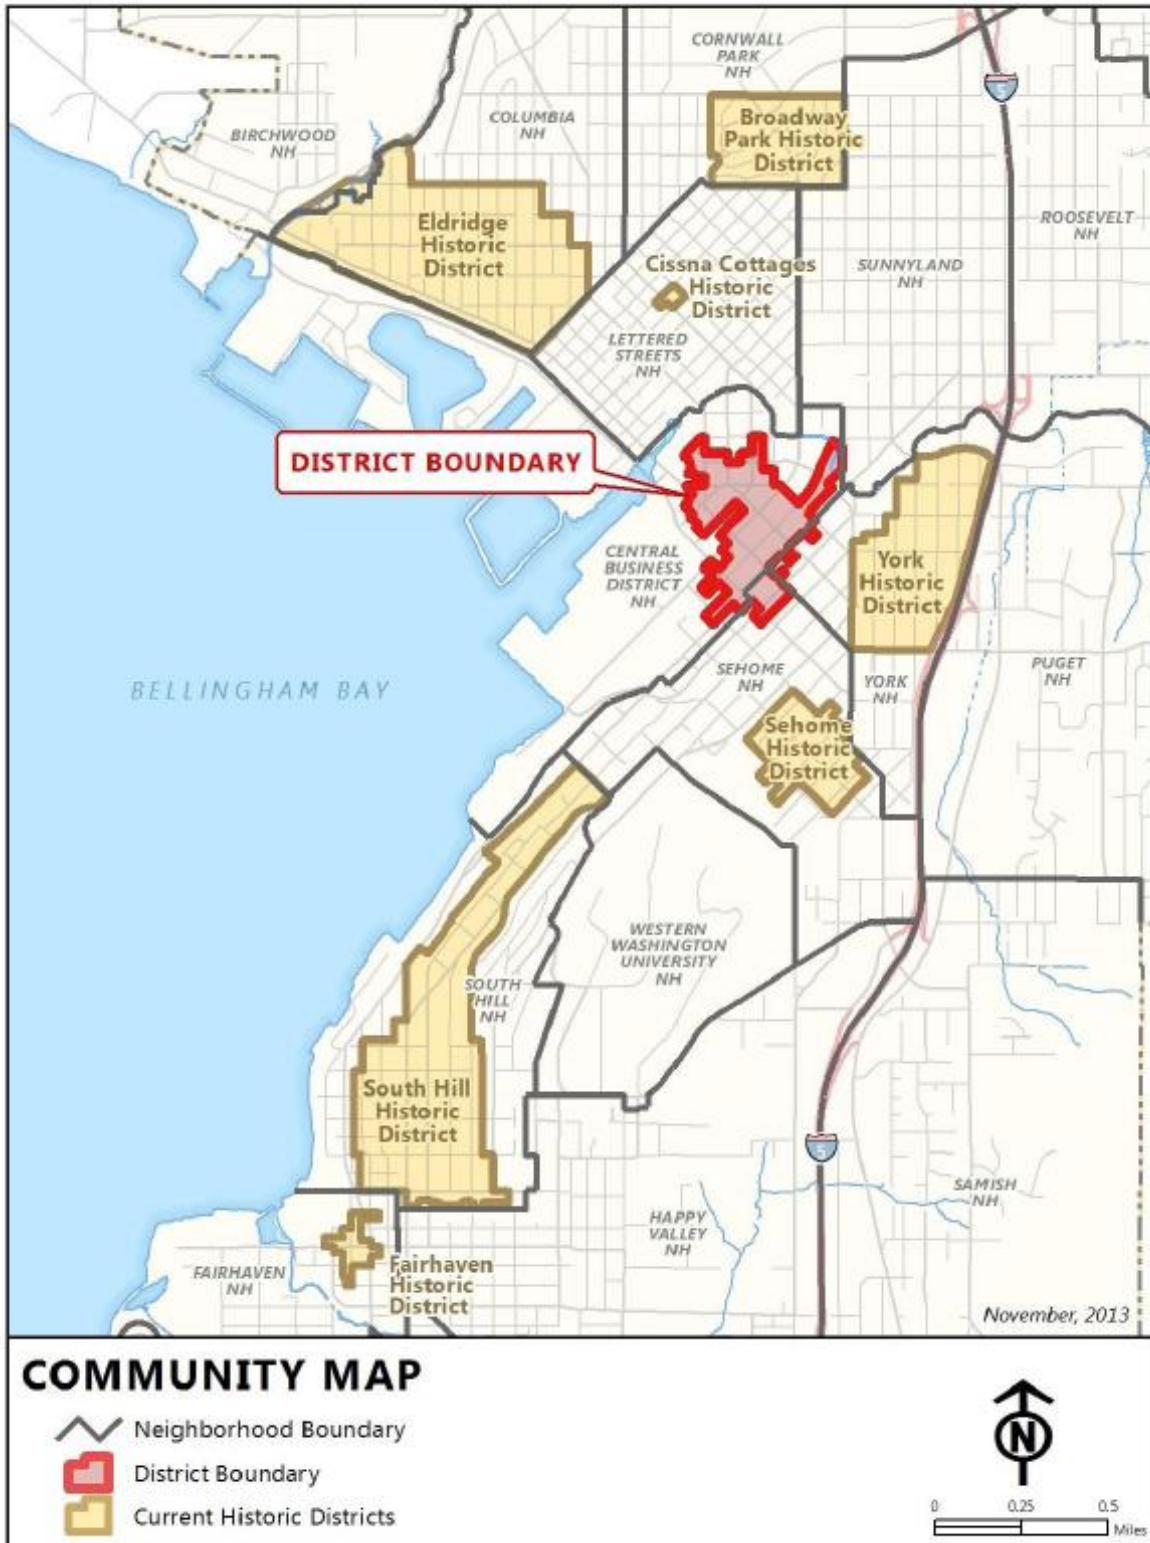 CORNWALL
PARK
NH
5
COLUMBIA
NH
Broadway
Park Historic
District
BIRCHWOOD
NH
ROOSEVELT
NH
Eldridge
Historic
District
Cissna Cottages
Historic
District
SUNNYLAND
NH
LETTERED
STREETS
NH
DISTRICT BOUNDARY
CENTRAL
BUSINESS
DISTRICT
NH
York
Historic
District
BELLINGHAM BAY
SEHOME
NH
YORK
NH
PUGET
NH
Sehome
Historic
District
WESTERN
WASHINGTON
UNIVERSITY
NH
SOUTH
HILL
NH
South Hill
Historic
District
5
SAMISH
NH
HAPPY
VALLEY
NH
FAIRHAVEN
NH
Fairhaven
Historic
District
November, 2013
COMMUNITY MAP
Neighborhood Boundary
District Boundary
Current Historic Districts
N
0 0.25 0.5
Miles